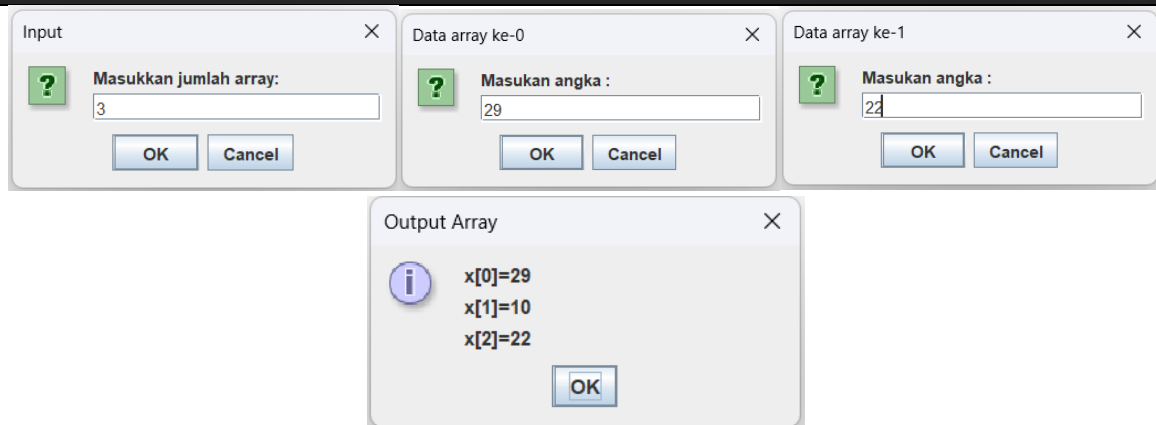 Input
Masukkan jumlah array:
3
OK Cancel
Data array ke-0
Masukan angka :
29
OK Cancel
Data array ke-1
Masukan angka :
22
OK Cancel
Output Array
x[0]=29
x[1]=10
x[2]=22
OK